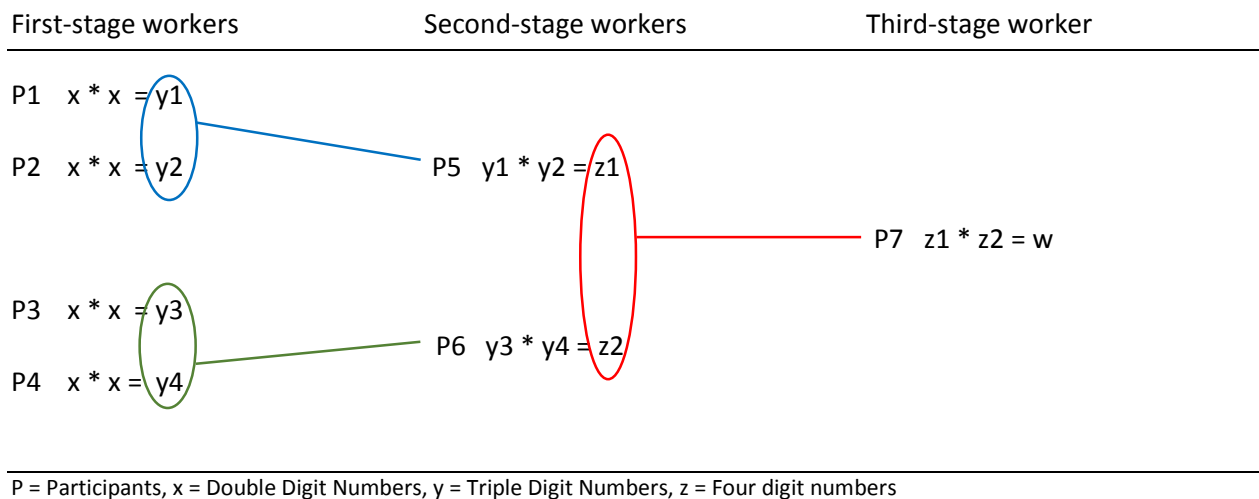 First-stage workers Second-stage workers Third-stage worker
P1 x * x = y1
P2 x * x = y2 P5 y1 * y2 = z1
P7 z1 * z2 = w
P3 x * x = y3
P6 y3 * y4 = z2
P4 x * x = y4
P = Participants, x = Double Digit Numbers, y = Triple Digit Numbers, z = Four digit numbers